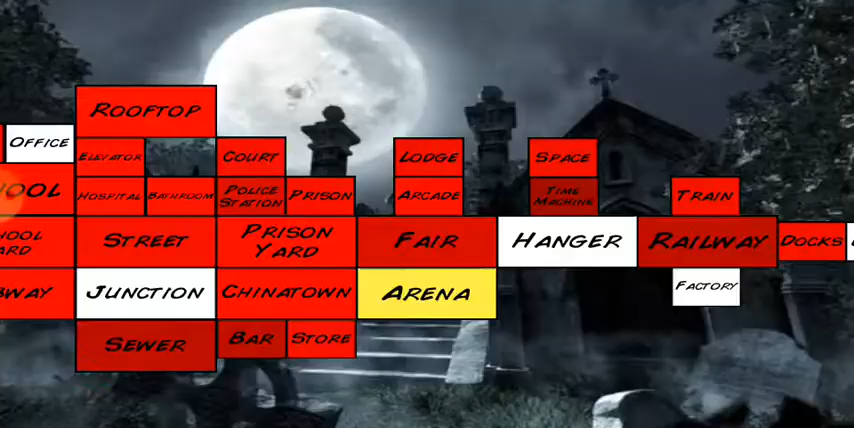 ROOFTOP
OFFICE
ELEVATOR
COURT
LODGE
SPACE
HOSPITAL
BATHROOM
POLICE
STATION
PRISON
ARCADE
TIME
MACHINE
TRAIN
STREET
PRISON
YARD
FAIR
HANGER
RAILWAY
DOCKS
JUNCTION
CHINATOWN
ARENA
FACTORY
SEWER
BAR
STORE